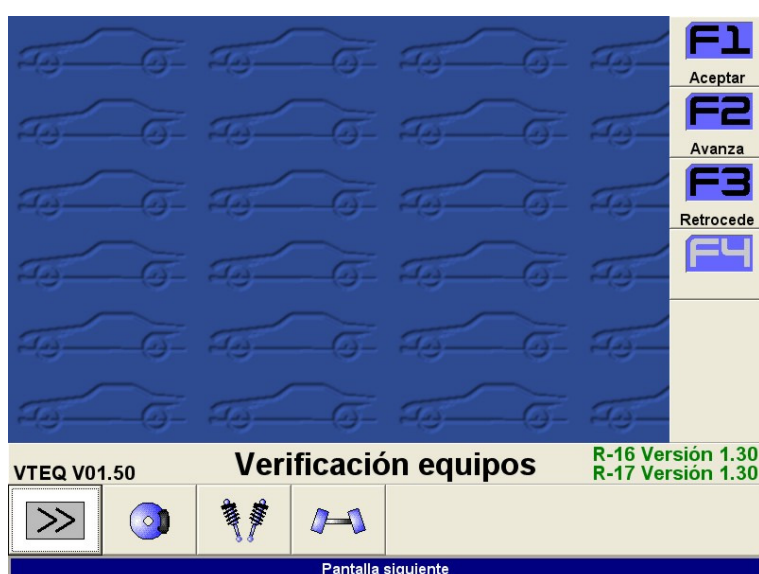 F1
Aceptar
F2
Avanza
F3
Retrocede
F4
VTEQ V01.50
Verificación equipos
R-16 Versión 1.30
R-17 Versión 1.30
>>
Pantalla siguiente